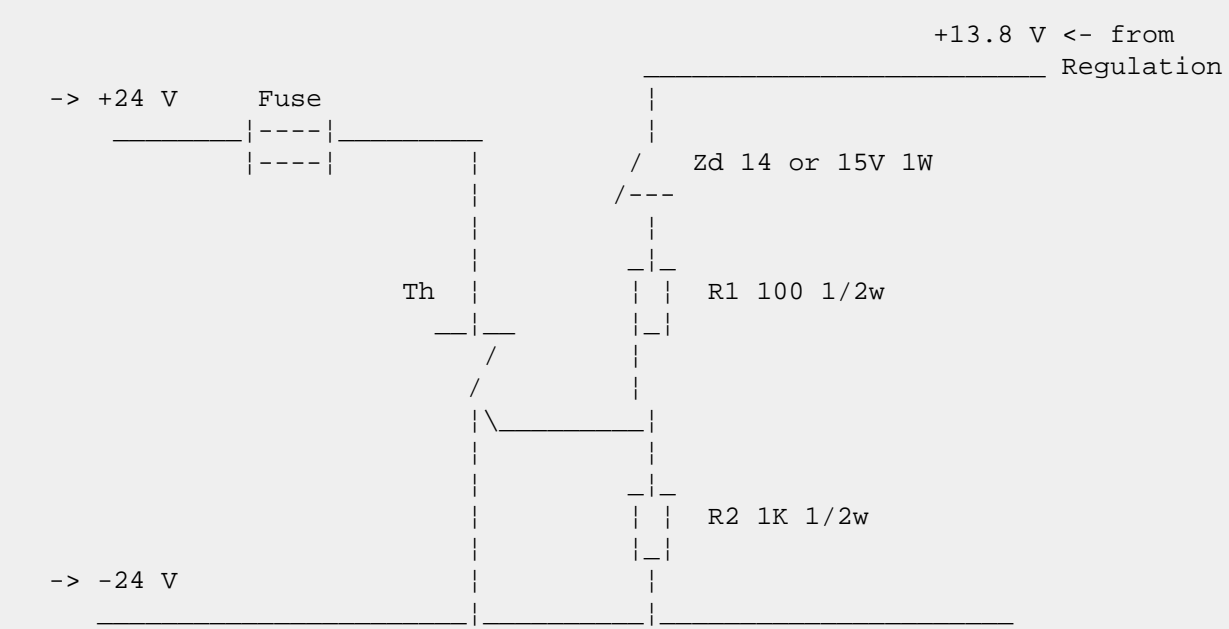 +13.8 V <- from
Regulation
-> +24 V Fuse
Zd 14 or 15V 1W
Th R1 100 1/2w
R2 1K 1/2w
-> -24 V